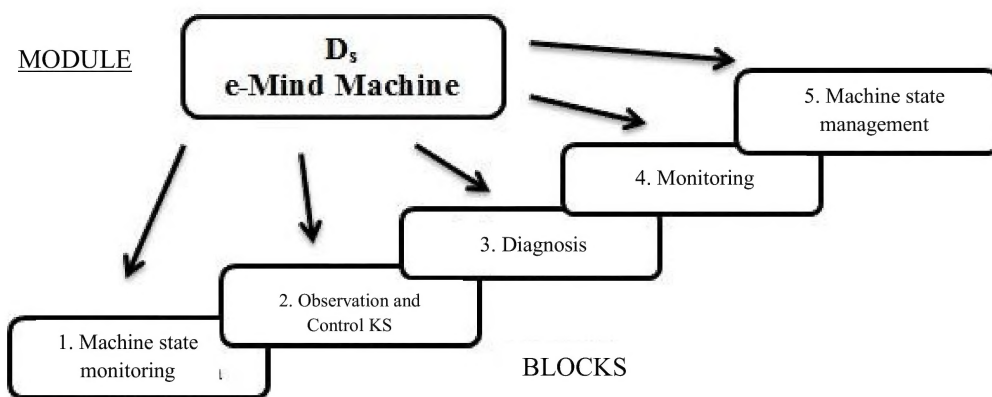 MODULE
Dₛ
e-Mind Machine
5. Machine state
management
4. Monitoring
3. Diagnosis
2. Observation and
Control KS
1. Machine state
monitoring
BLOCKS